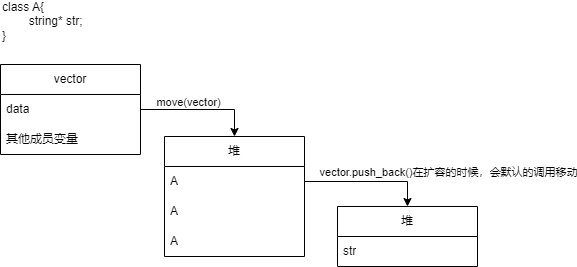 class A{
string* str;
}
vector
data
move(vector)
其他成员变量
堆
A
vector.push_back()在扩容的时候，会默认的调用移动
A
堆
A
str